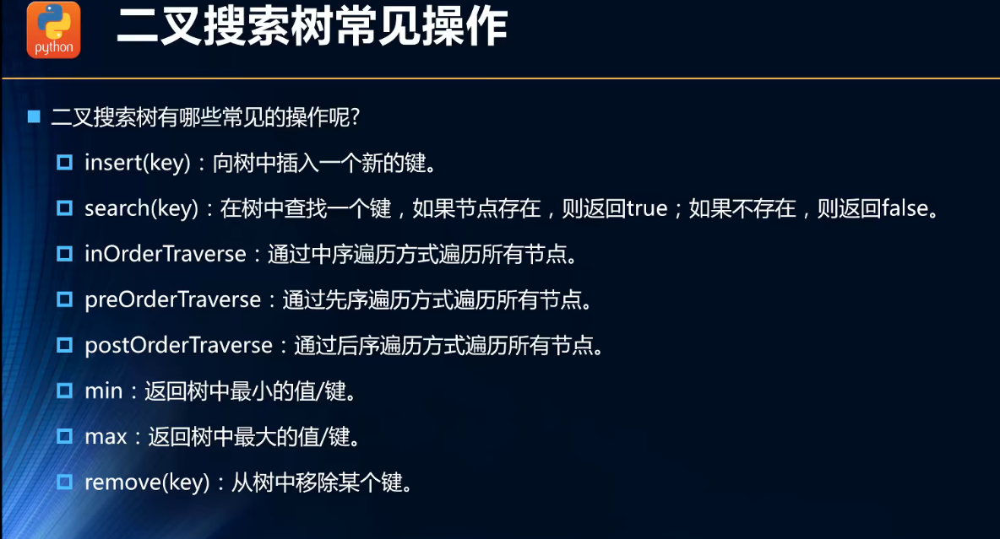 python
二叉搜索树常见操作
二叉搜索树有哪些常见的操作呢?
insert(key)：向树中插入一个新的键。
search(key)：在树中查找一个键，如果节点存在，则返回true；如果不存在，则返回false。
inOrderTraverse：通过中序遍历方式遍历所有节点。
preOrderTraverse：通过先序遍历方式遍历所有节点。
postOrderTraverse：通过后序遍历方式遍历所有节点。
min：返回树中最小的值/键。
max：返回树中最大的值/键。
remove(key)：从树中移除某个键。